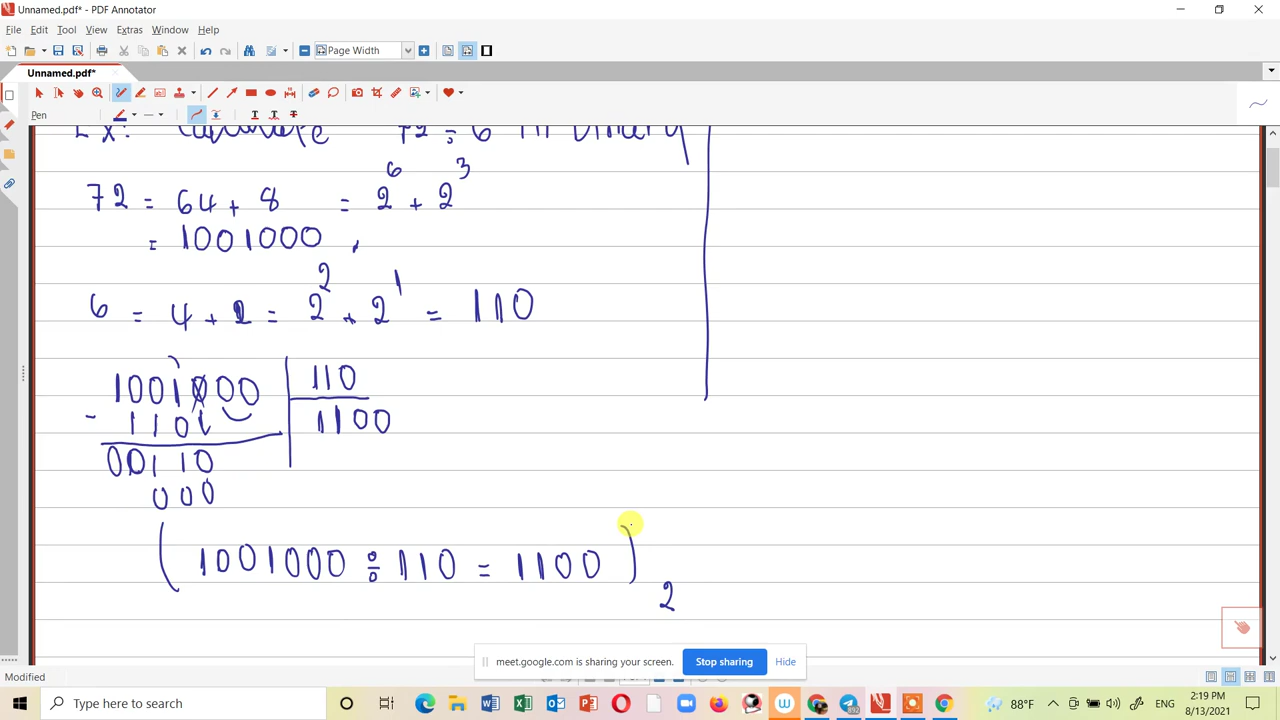 Unnamed.pdf* - PDF Annotator
File Edit Tool View Extras Window Help
Page Width
Unnamed.pdf*
Pen
Ex: Calculate 72 ÷ 6 in binary
72 = 64 + 8 = 2^6 + 2^3
= 1001000,
6 = 4 + 2 = 2^2 + 2^1 = 110
1001000 110
- 1101 1100
00110
000
(1001000 ÷ 110 = 1100)_2
meet.google.com is sharing your screen. Stop sharing Hide
Modified
Type here to search
88°F ENG 2:19 PM
8/13/2021